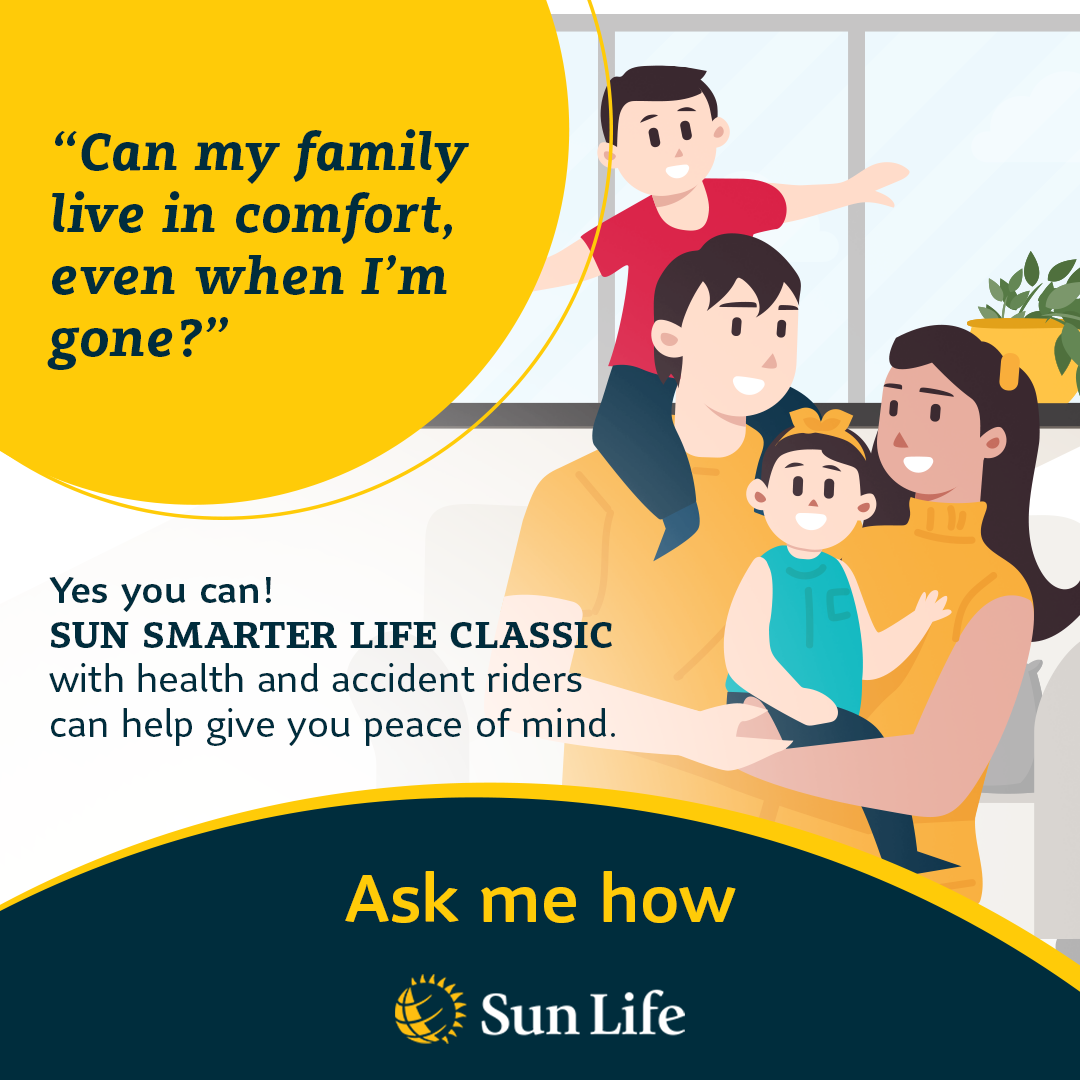 “Can my family
live in comfort,
even when I’m
gone?”
Yes you can!
SUN SMARTER LIFE CLASSIC
with health and accident riders
can help give you peace of mind.
Ask me how
Sun Life